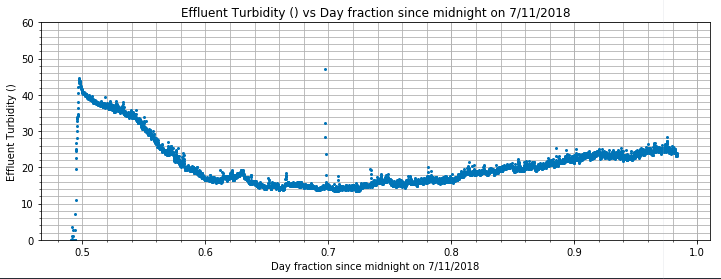 Effluent Turbidity () vs Day fraction since midnight on 7/11/2018
Effluent Turbidity ()
60
50
40
30
20
10
0
0.5 0.6 0.7 0.8 0.9 1.0
Day fraction since midnight on 7/11/2018